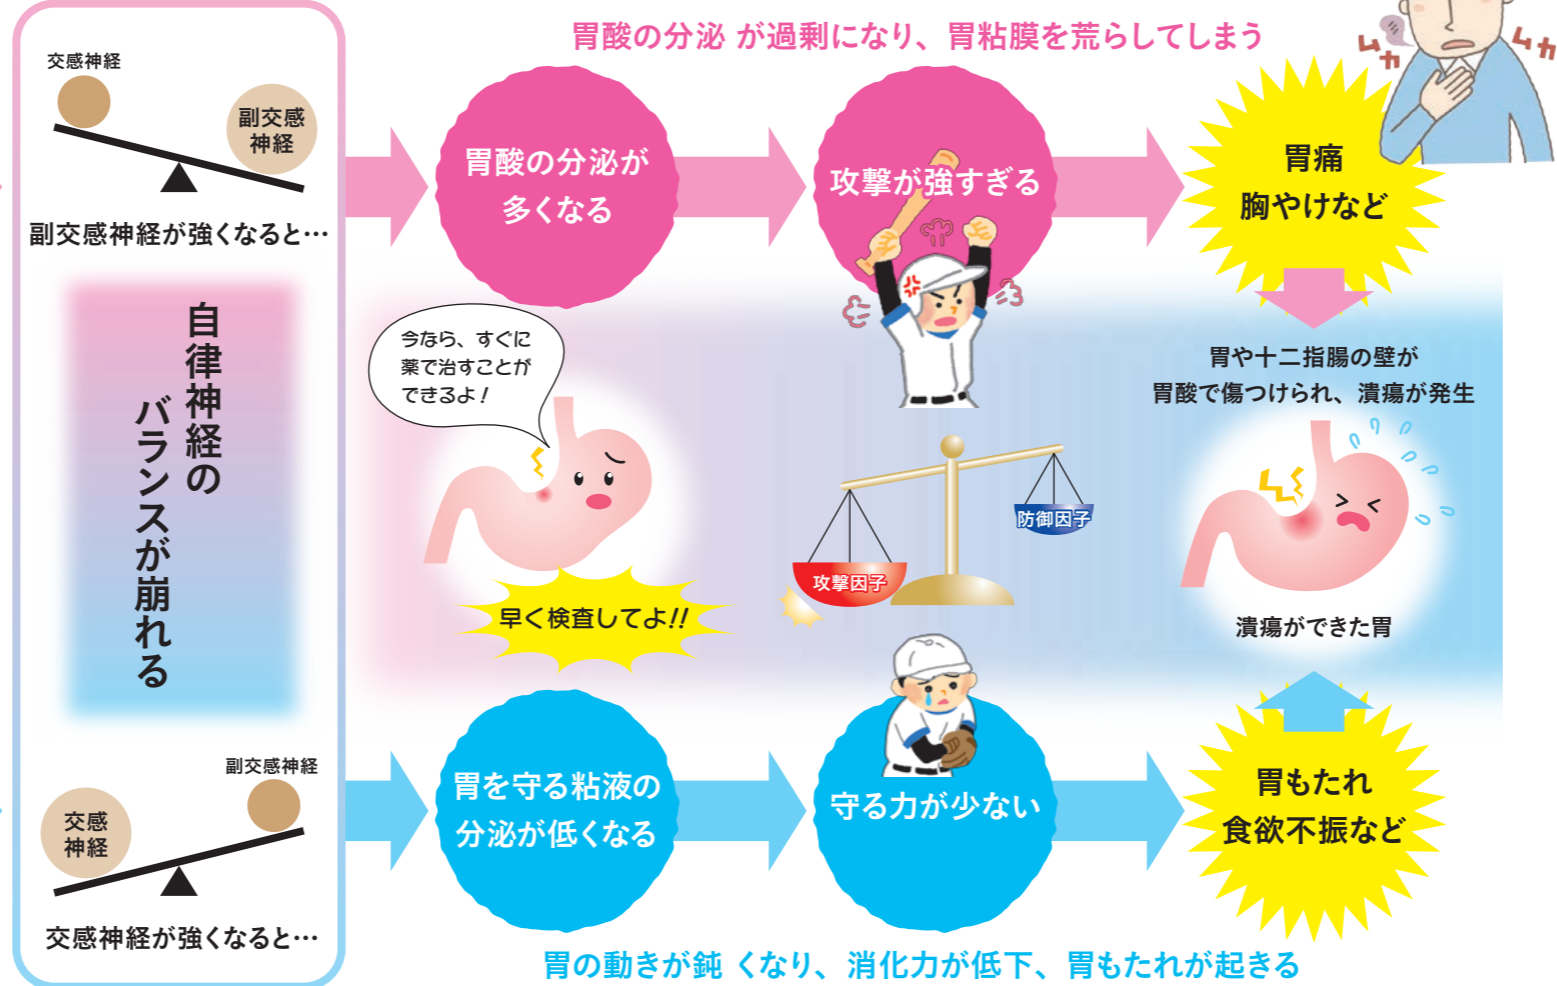 胃酸の分泌 が過剰になり、胃粘膜を荒らしてしまう
ムカ
ムカ
交感神経
副交感
神経
副交感神経が強くなると…
胃酸の分泌が
多くなる
攻撃が強すぎる
胃痛
胸やけなど
自律神経の
バランスが崩れる
今なら、すぐに
薬で治すことが
できるよ！
早く検査してよ!!
防御因子
攻撃因子
胃や十二指腸の壁が
胃酸で傷つけられ、潰瘍が発生
潰瘍ができた胃
副交感神経
交感
神経
交感神経が強くなると…
胃を守る粘液の
分泌が低くなる
守る力が少ない
胃もたれ
食欲不振など
胃の動きが鈍 くなり、消化力が低下、胃もたれが起きる